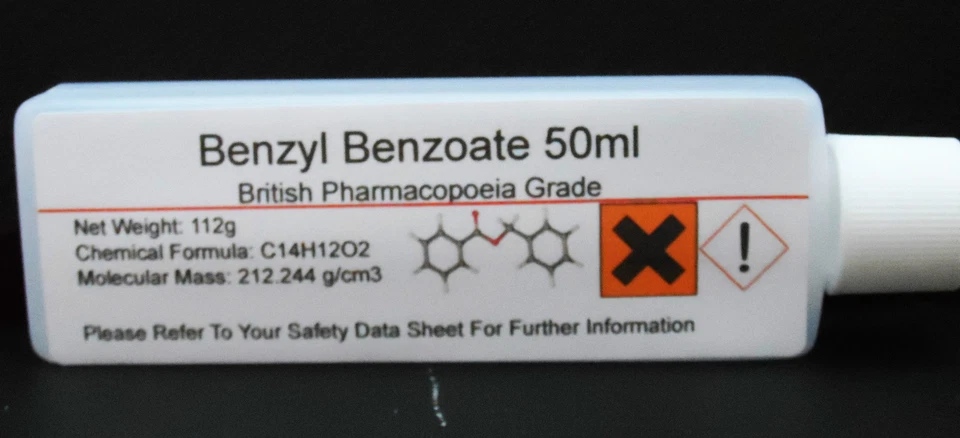 Benzyl Benzoate 50ml
British Pharmacopoeia Grade
Net Weight: 112g
Chemical Formula: C14H12O2
Molecular Mass: 212.244 g/cm3
!
Please Refer To Your Safety Data Sheet For Further Information